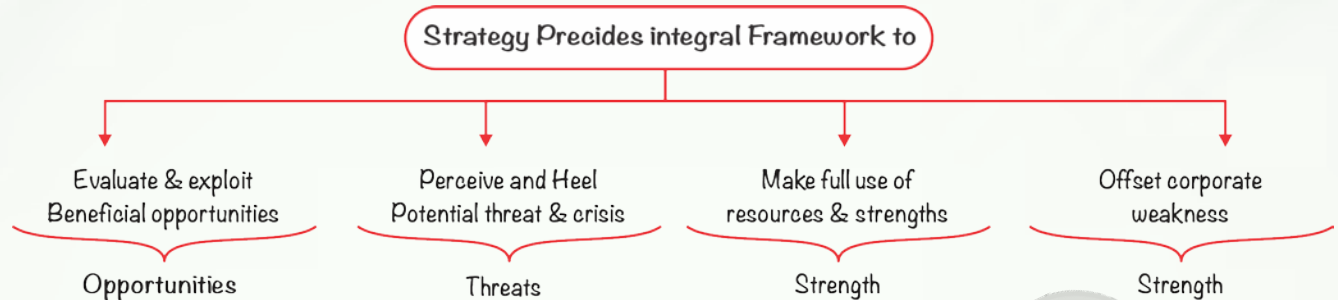 Strategy Precides integral Framework to
Evaluate & exploit
Beneficial opportunities
Opportunities
Perceive and Heel
Potential threat & crisis
Threats
Make full use of
resources & strengths
Strength
Offset corporate
weakness
Strength